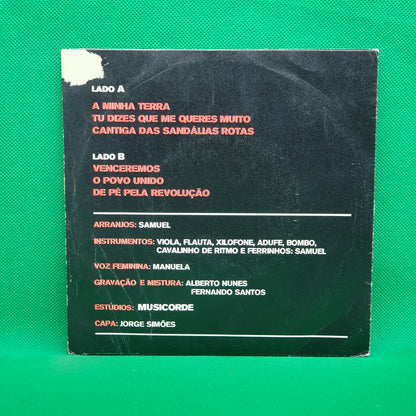 LADO A
A MINHA TERRA
TU DIZES QUE ME QUERES MUITO
CANTIGA DAS SANDÁLIAS ROTAS
LADO B
VENCEREMOS
O POVO UNIDO
DE PÉ PELA REVOLUÇÃO
ARRANJOS: SAMUEL
INSTRUMENTOS: VIOLA, FLAUTA, XILOFONE, ADUFE, BOMBO,
CAVALINHO DE RITMO E FERRINHOS: SAMUEL
VOZ FEMININA: MANUELA
GRAVAÇÃO E MISTURA: ALBERTO NUNES
FERNANDO SANTOS
ESTÚDIOS: MUSICORDE
CAPA: JORGE SIMÕES